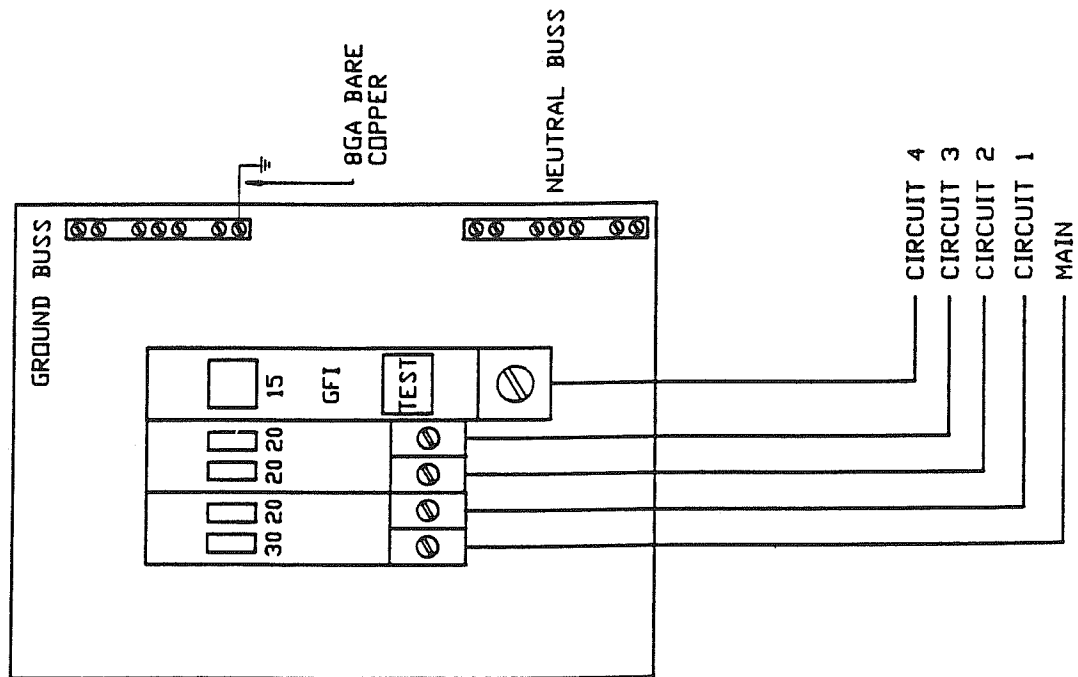 GROUND BUSS
8GA BARE
COPPER
NEUTRAL BUSS
15
GFI
TEST
20
20
20
30
CIRCUIT 4
CIRCUIT 3
CIRCUIT 2
CIRCUIT 1
MAIN